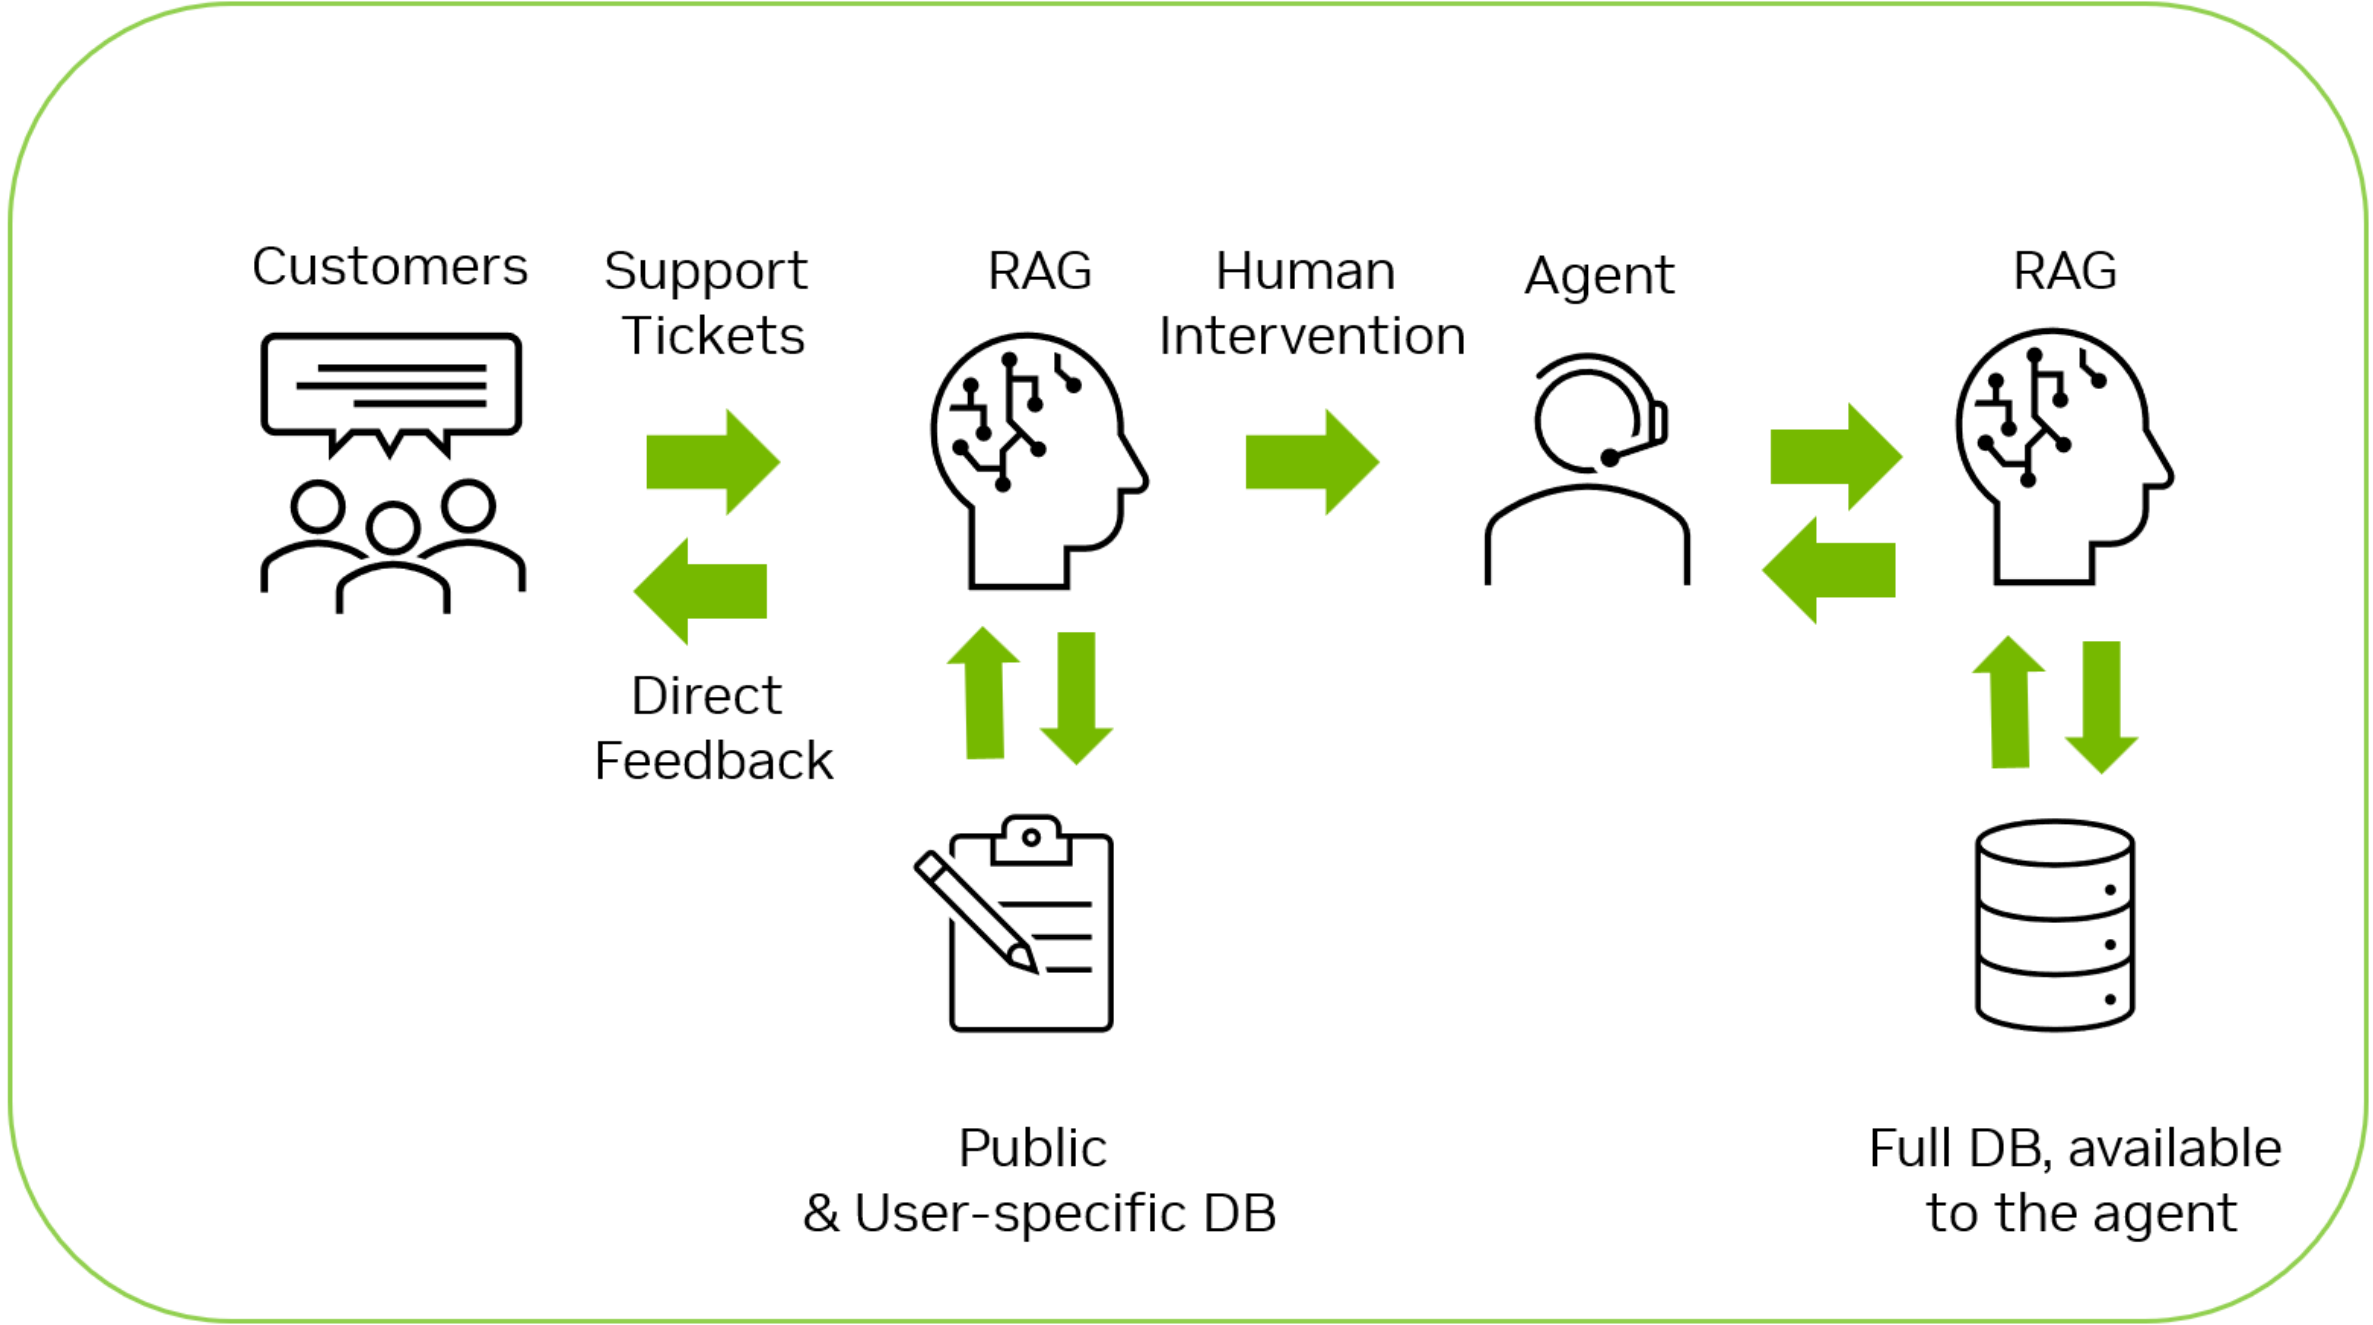 Customers
Support
Tickets
RAG
Human
Intervention
Agent
RAG
Direct
Feedback
Public
& User-specific DB
Full DB, available
to the agent